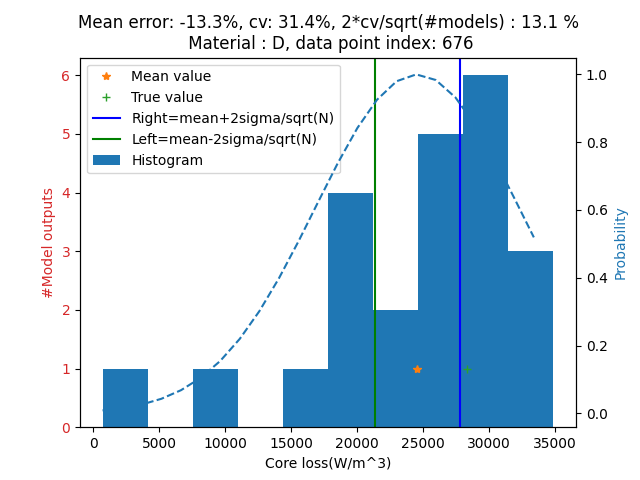 Mean error: -13.3%, cv: 31.4%, 2*cv/sqrt(#models) : 13.1 %
Material : D, data point index: 676
Mean value
True value
Right=mean+2sigma/sqrt(N)
Left=mean-2sigma/sqrt(N)
Histogram
#Model outputs
6
5
4
3
2
1
0
Probability
1.0
0.8
0.6
0.4
0.2
0.0
0 5000 10000 15000 20000 25000 30000 35000
Core loss(W/m^3)